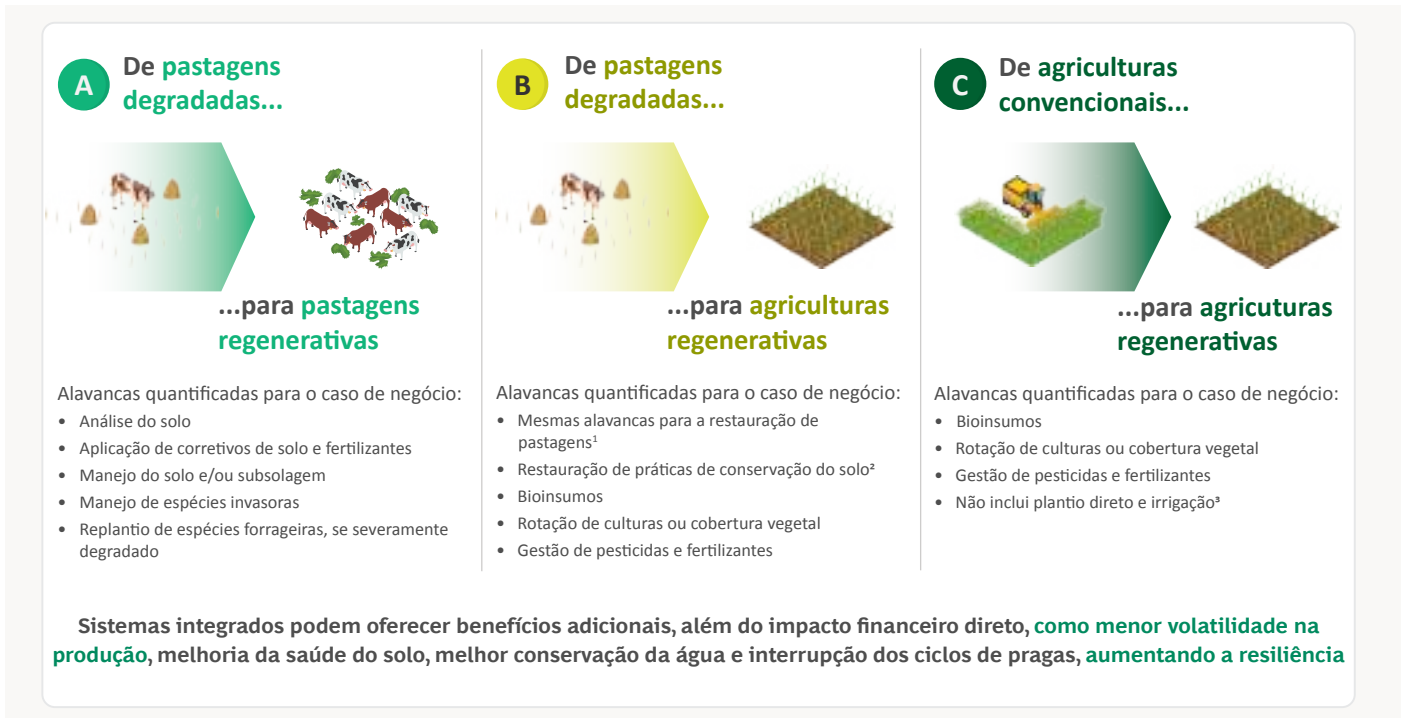 A
De pastagens
degradadas...
...para pastagens
regenerativas
Alavancas quantificadas para o caso de negócio:
• Análise do solo
• Aplicação de corretivos de solo e fertilizantes
• Manejo do solo e/ou subsolagem
• Manejo de espécies invasoras
• Replantio de espécies forrageiras, se severamente
degradado
B
De pastagens
degradadas...
...para agriculturas
regenerativas
Alavancas quantificadas para o caso de negócio:
• Mesmas alavancas para a restauração de
pastagens¹
• Restauração de práticas de conservação do solo²
• Bioinsumos
• Rotação de culturas ou cobertura vegetal
• Gestão de pesticidas e fertilizantes
C
De agriculturas
convencionais...
...para agricuturas
regenerativas
Alavancas quantificadas para o caso de negócio:
• Bioinsumos
• Rotação de culturas ou cobertura vegetal
• Gestão de pesticidas e fertilizantes
• Não inclui plantio direto e irrigação³
Sistemas integrados podem oferecer benefícios adicionais, além do impacto financeiro direto, como menor volatilidade na
produção, melhoria da saúde do solo, melhor conservação da água e interrupção dos ciclos de pragas, aumentando a resiliência